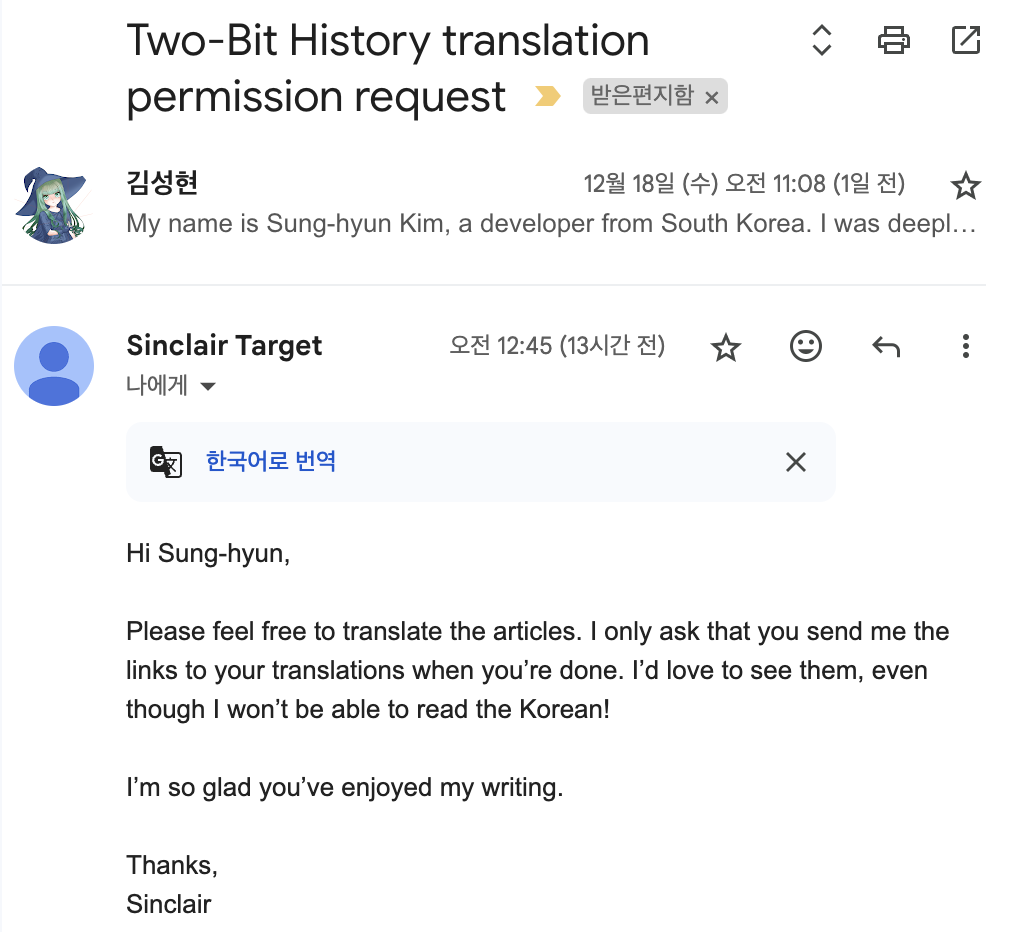 Two-Bit History translation
permission request 받은편지함 ×
김성현 12월 18일 (수) 오전 11:08 (1일 전)
My name is Sung-hyun Kim, a developer from South Korea. I was deepl…
Sinclair Target 오전 12:45 (13시간 전)
나에게
한국어로 번역
Hi Sung-hyun,
Please feel free to translate the articles. I only ask that you send me the
links to your translations when you’re done. I’d love to see them, even
though I won’t be able to read the Korean!
I’m so glad you’ve enjoyed my writing.
Thanks,
Sinclair